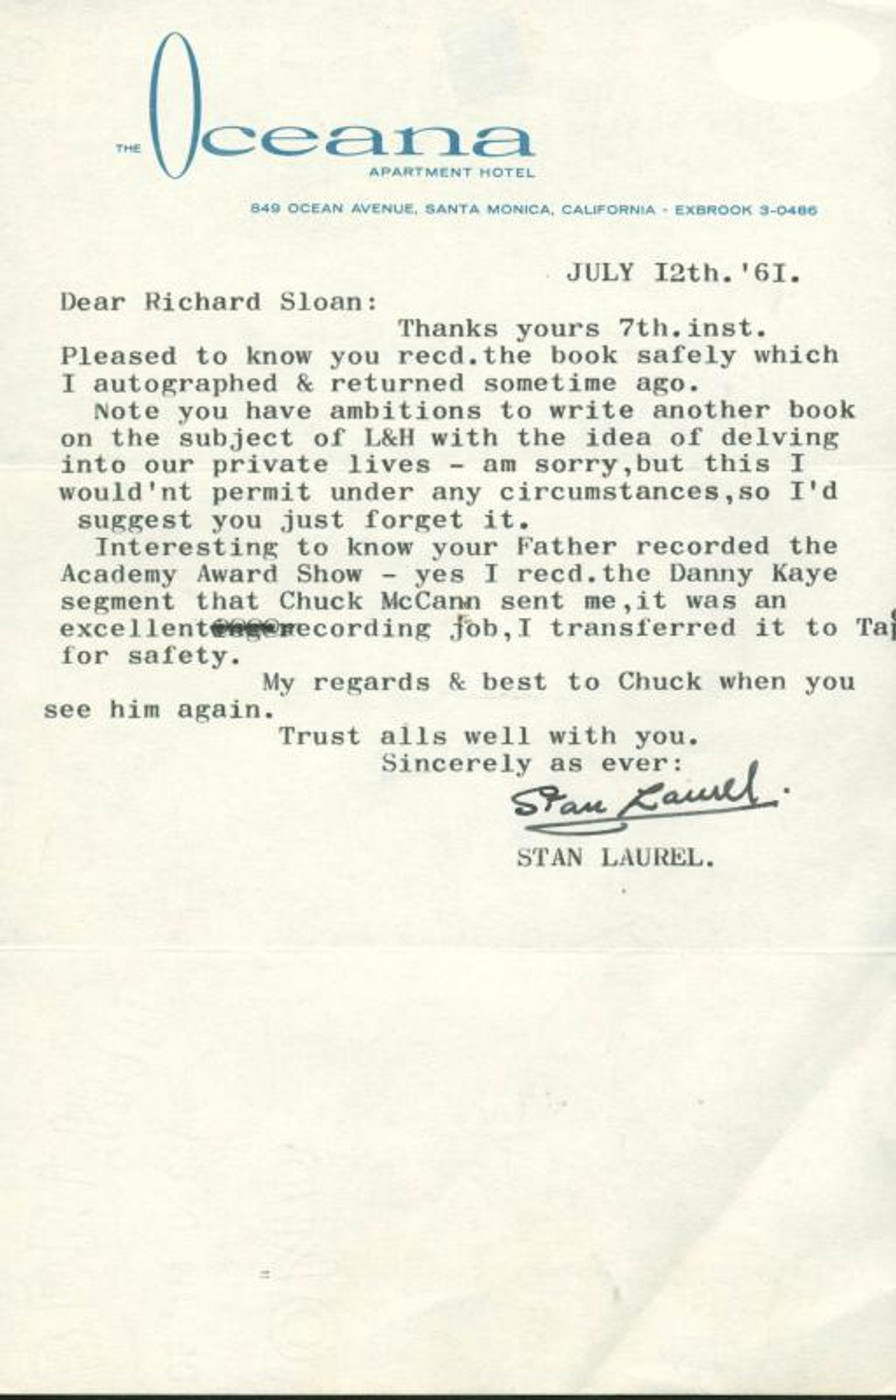 THE Oceana
APARTMENT HOTEL
849 OCEAN AVENUE, SANTA MONICA, CALIFORNIA · EXBROOK 3-0486
JULY I2th.'6I.
Dear Richard Sloan:
Thanks yours 7th.inst.
Pleased to know you recd.the book safely which
I autographed & returned sometime ago.
Note you have ambitions to write another book
on the subject of L&H with the idea of delving
into our private lives - am sorry,but this I
would'nt permit under any circumstances,so I'd
suggest you just forget it.
Interesting to know your Father recorded the
Academy Award Show - yes I recd.the Danny Kaye
segment that Chuck McCann sent me,it was an
excellent recording job,I transferred it to
for safety.
My regards & best to Chuck when you
see him again.
Trust alls well with you.
Sincerely as ever:
Stan Laurel.
STAN LAUREL.